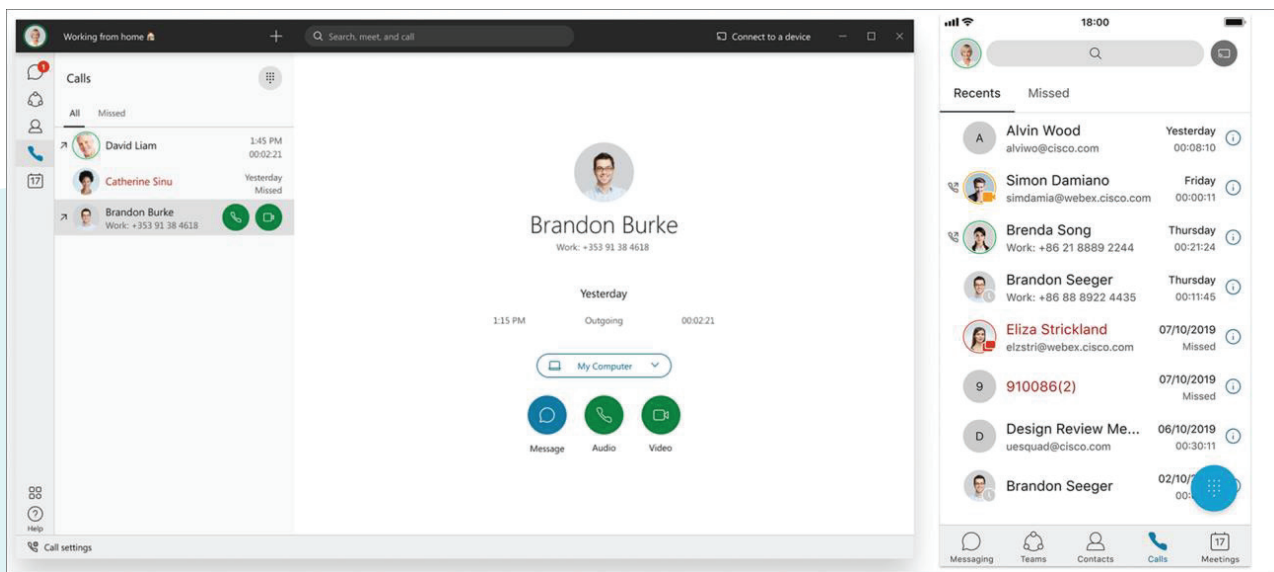 Working from home
Search, meet, and call
Connect to a device
1
Calls
All Missed
David Liam
1:45 PM
00:02:21
17
Catherine Sinu
Yesterday
Missed
Brandon Burke
Work: +353 91 38 4618
Help
Call settings
Brandon Burke
Work: +353 91 38 4618
Yesterday
1:15 PM Outgoing 00:02:21
My Computer
Message Audio Video
18:00
Recents Missed
A
Alvin Wood
alviwo@cisco.com
Yesterday
00:08:10
Simon Damiano
simdamia@webex.cisco.com
Friday
00:00:11
Brenda Song
Work: +86 21 8889 2244
Thursday
00:21:24
Brandon Seeger
Work: +86 88 8922 4435
Thursday
00:11:45
Eliza Strickland
elzstri@webex.cisco.com
07/10/2019
Missed
9
910086(2)
07/10/2019
Missed
D
Design Review Me...
uesquad@cisco.com
06/10/2019
00:30:11
Brandon Seeger
02/10/
00:
17
Messaging Teams Contacts Calls Meetings